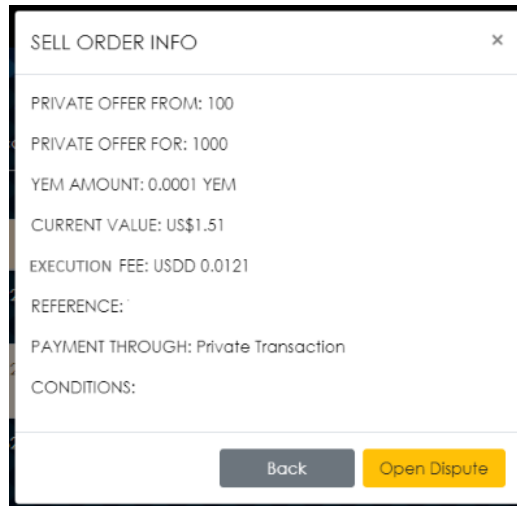 SELL ORDER INFO ×
PRIVATE OFFER FROM: 100
PRIVATE OFFER FOR: 1000
YEM AMOUNT: 0.0001 YEM
CURRENT VALUE: US$1.51
EXECUTION FEE: USDD 0.0121
REFERENCE:
PAYMENT THROUGH: Private Transaction
CONDITIONS:
Back Open Dispute